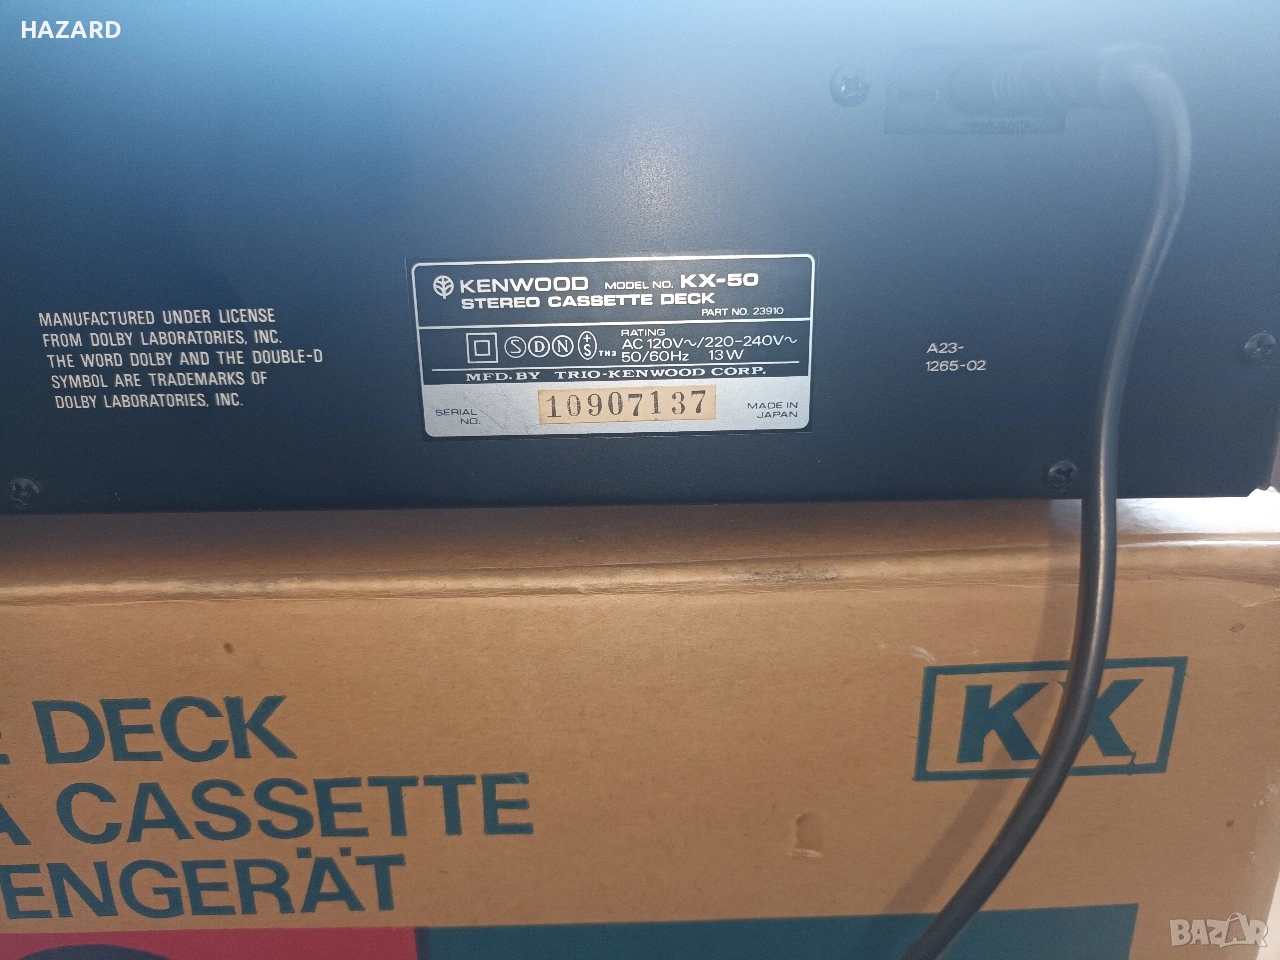 HAZARD
KENWOOD MODEL NO. KX-50
STEREO CASSETTE DECK
PART NO. 23910
RATING
AC 120V~/220-240V~
50/60Hz 13W
S D N +S TH3
MFD. BY TRIO-KENWOOD CORP.
SERIAL NO. 10907137
MADE IN JAPAN
MANUFACTURED UNDER LICENSE
FROM DOLBY LABORATORIES, INC.
THE WORD DOLBY AND THE DOUBLE-D
SYMBOL ARE TRADEMARKS OF
DOLBY LABORATORIES, INC.
A23-
1265-02
DECK
A CASSETTE
ENGERÄT
KX
BAZAR